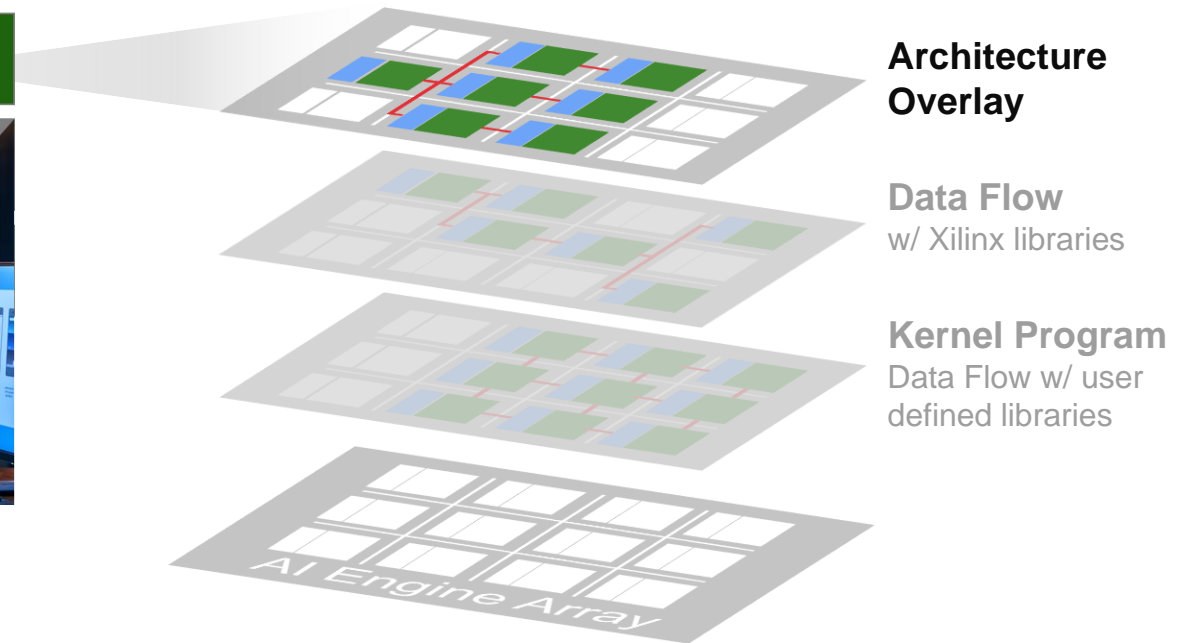 Architecture
Overlay
Data Flow
w/ Xilinx libraries
Kernel Program
Data Flow w/ user
defined libraries
AI Engine Array